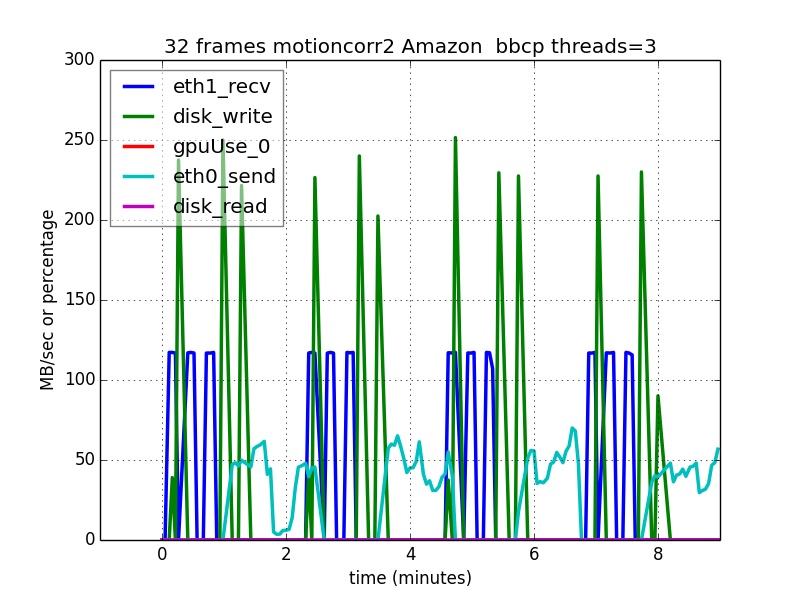 32 frames motioncorr2 Amazon  bbcp threads=3
300
250
200
150
100
50
0
MB/sec or percentage
eth1_recv
disk_write
gpuUse_0
eth0_send
disk_read
0 2 4 6 8
time (minutes)